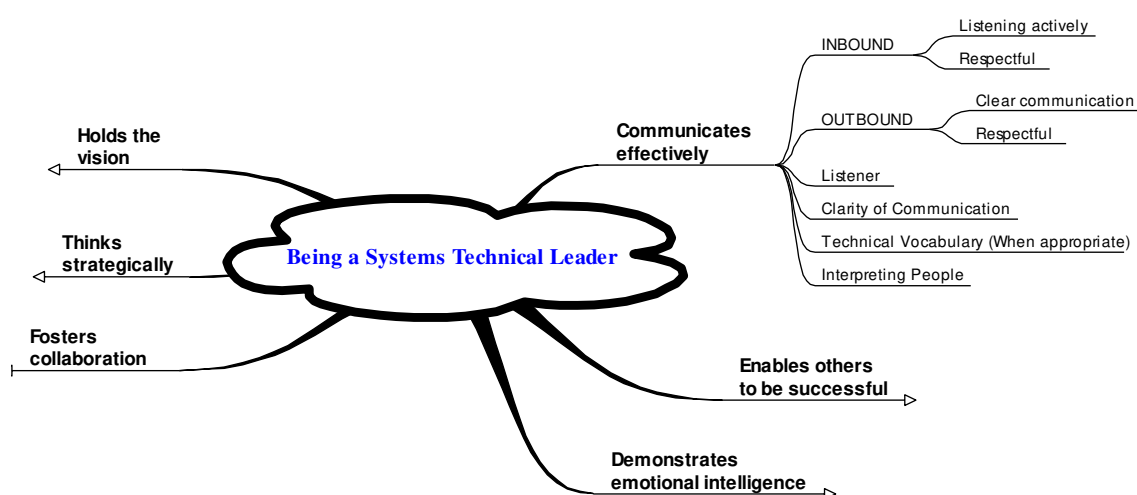 Listening actively
INBOUND
Respectful
Clear communication
OUTBOUND
Respectful
Communicates
effectively
Listener
Clarity of Communication
Technical Vocabulary (When appropriate)
Interpreting People
Holds the
vision
Being a Systems Technical Leader
Thinks
strategically
Fosters
collaboration
Enables others
to be successful
Demonstrates
emotional intelligence